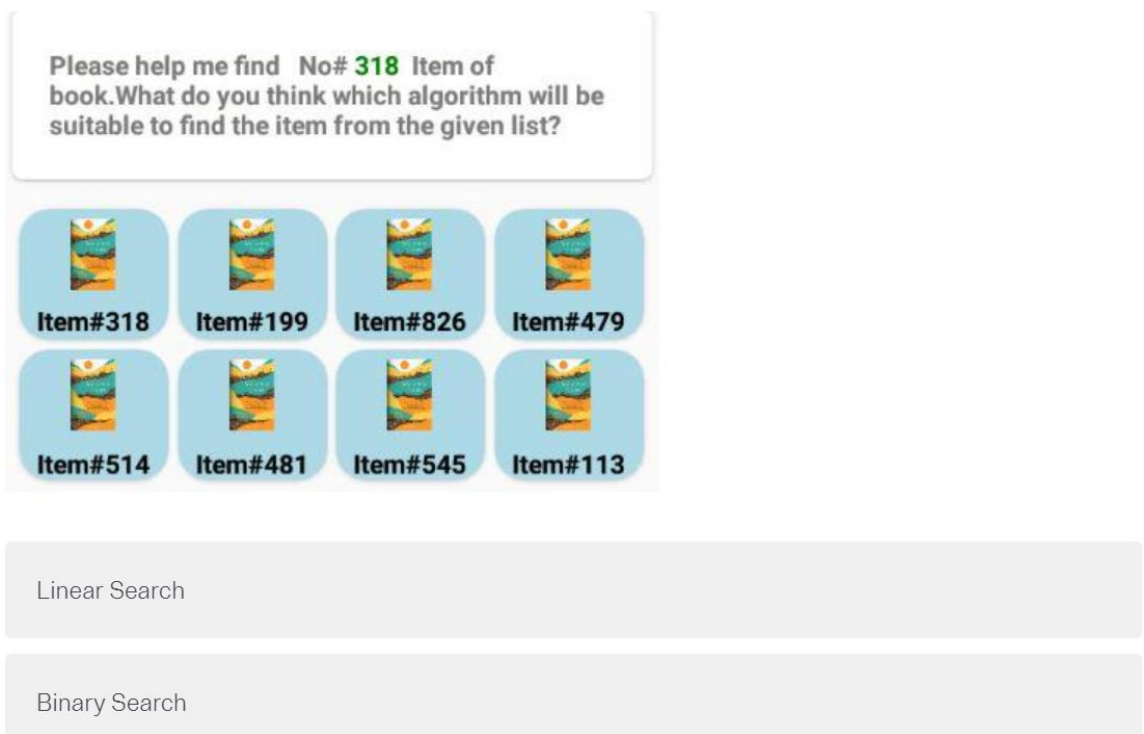 Please help me find No# 318 Item of
book.What do you think which algorithm will be
suitable to find the item from the given list?
Item#318 Item#199 Item#826 Item#479
Item#514 Item#481 Item#545 Item#113
Linear Search
Binary Search